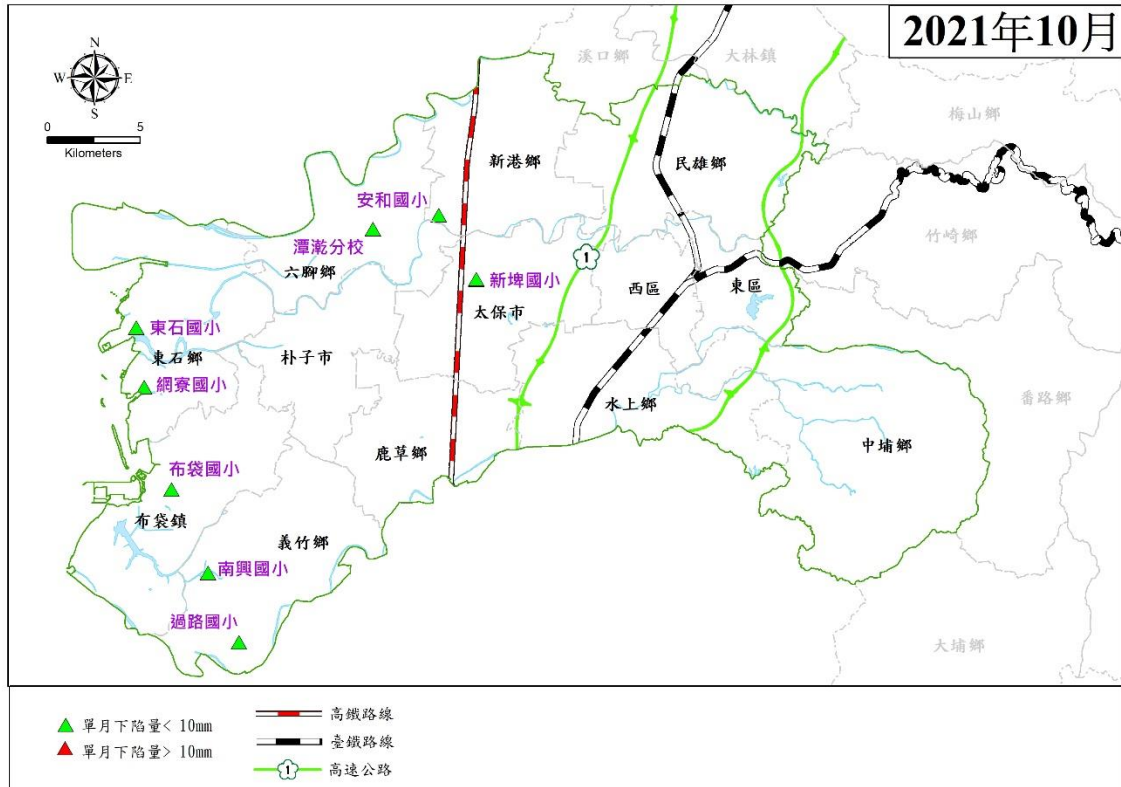 2021年10月
N
W E
S
0 5
Kilometers
溪口鄉
大林鎮
梅山鄉
新港鄉
民雄鄉
安和國小
竹崎鄉
潭漧分校
六腳鄉
新埤國小
西區
東區
太保市
東石國小
東石鄉
朴子市
網寮國小
水上鄉
番路鄉
鹿草鄉
中埔鄉
布袋國小
布袋鎮
義竹鄉
南興國小
過路國小
大埔鄉
1
單月下陷量< 10mm
單月下陷量> 10mm
高鐵路線
臺鐵路線
1 高速公路